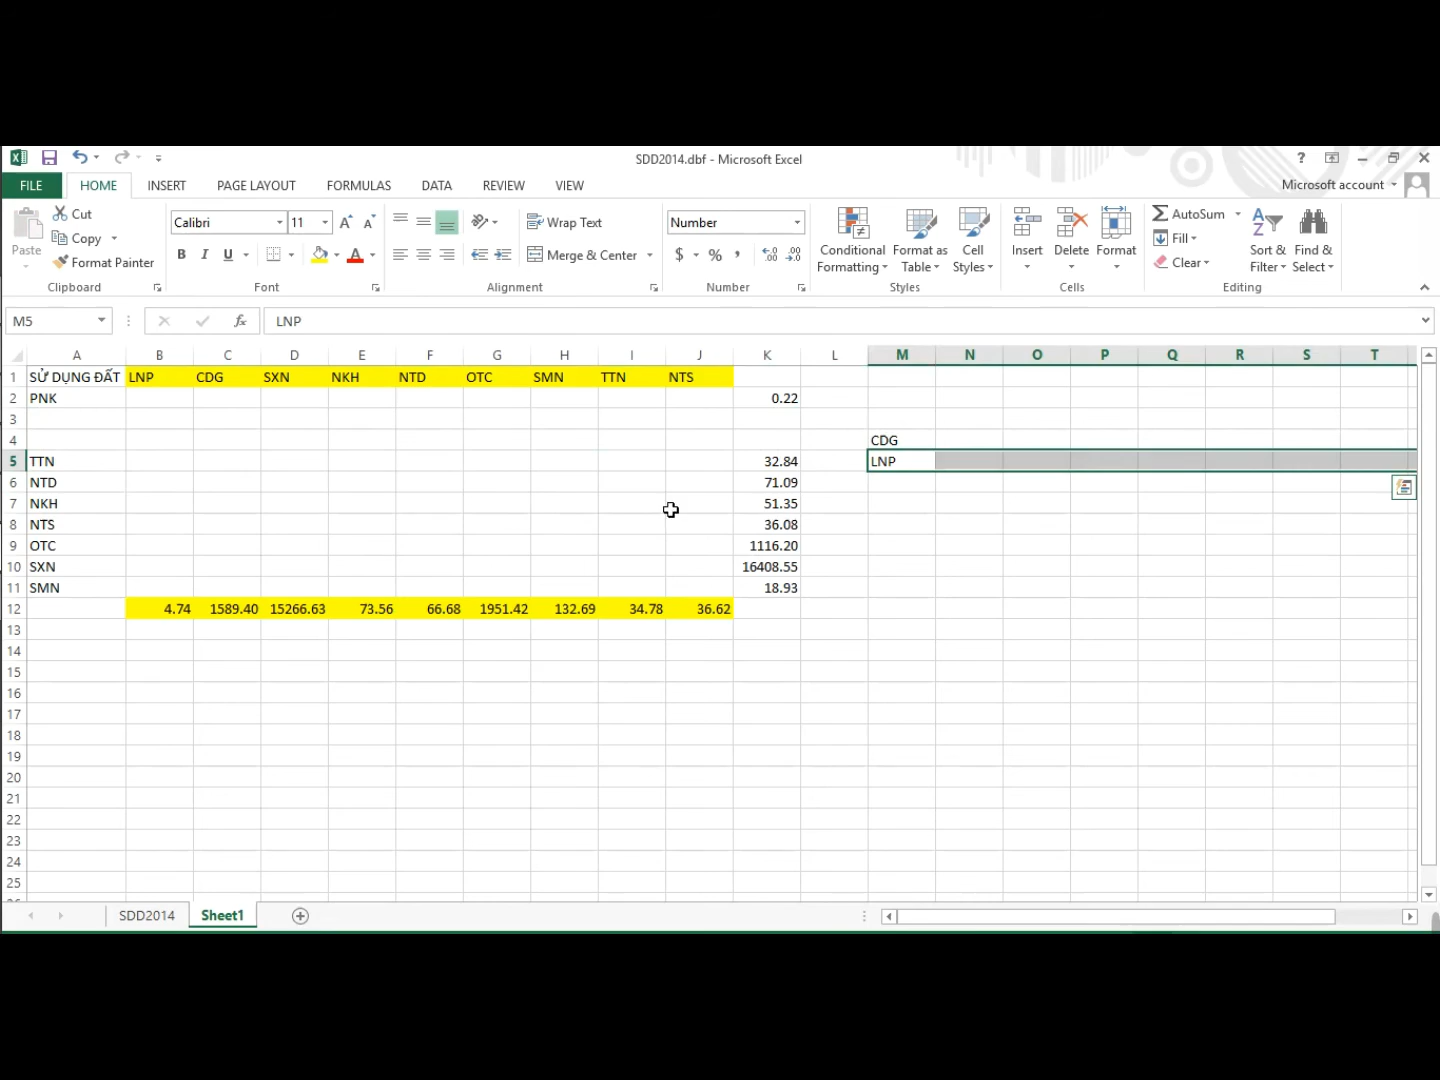 SDD2014.dbf - Microsoft Excel
?
FILE HOME INSERT PAGE LAYOUT FORMULAS DATA REVIEW VIEW Microsoft account
Paste Cut Copy Format Painter Clipboard
Calibri 11 B I U A Font
Wrap Text Merge & Center Alignment
Number $ % , Number
Conditional Formatting Format as Table Cell Styles Styles
Insert Delete Format Cells
AutoSum Fill Clear Sort & Filter Find & Select Editing
M5 fx LNP
A B C D E F G H I J K L M N O P Q R S T
1 SỬ DỤNG ĐẤT LNP CDG SXN NKH NTD OTC SMN TTN NTS
2 PNK 0.22
3
4 CDG
5 TTN 32.84 LNP
6 NTD 71.09
7 NKH 51.35
8 NTS 36.08
9 OTC 1116.20
10 SXN 16408.55
11 SMN 18.93
12 4.74 1589.40 15266.63 73.56 66.68 1951.42 132.69 34.78 36.62
13
14
15
16
17
18
19
20
21
22
23
24
25
SDD2014 Sheet1